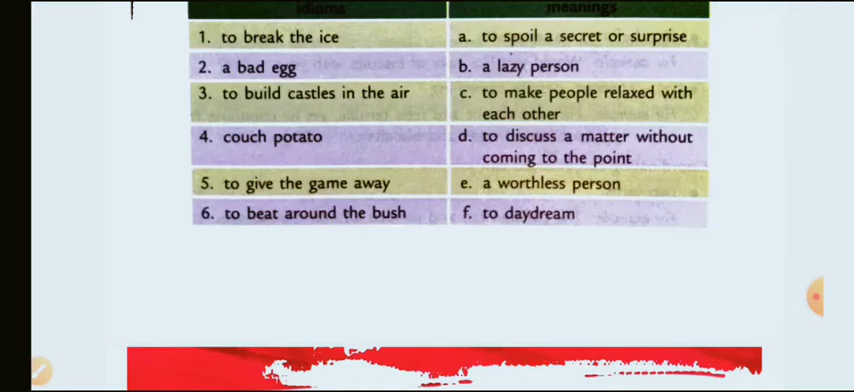 idioms meanings
1. to break the ice a. to spoil a secret or surprise
2. a bad egg b. a lazy person
3. to build castles in the air c. to make people relaxed with
each other
4. couch potato d. to discuss a matter without
coming to the point
5. to give the game away e. a worthless person
6. to beat around the bush f. to daydream